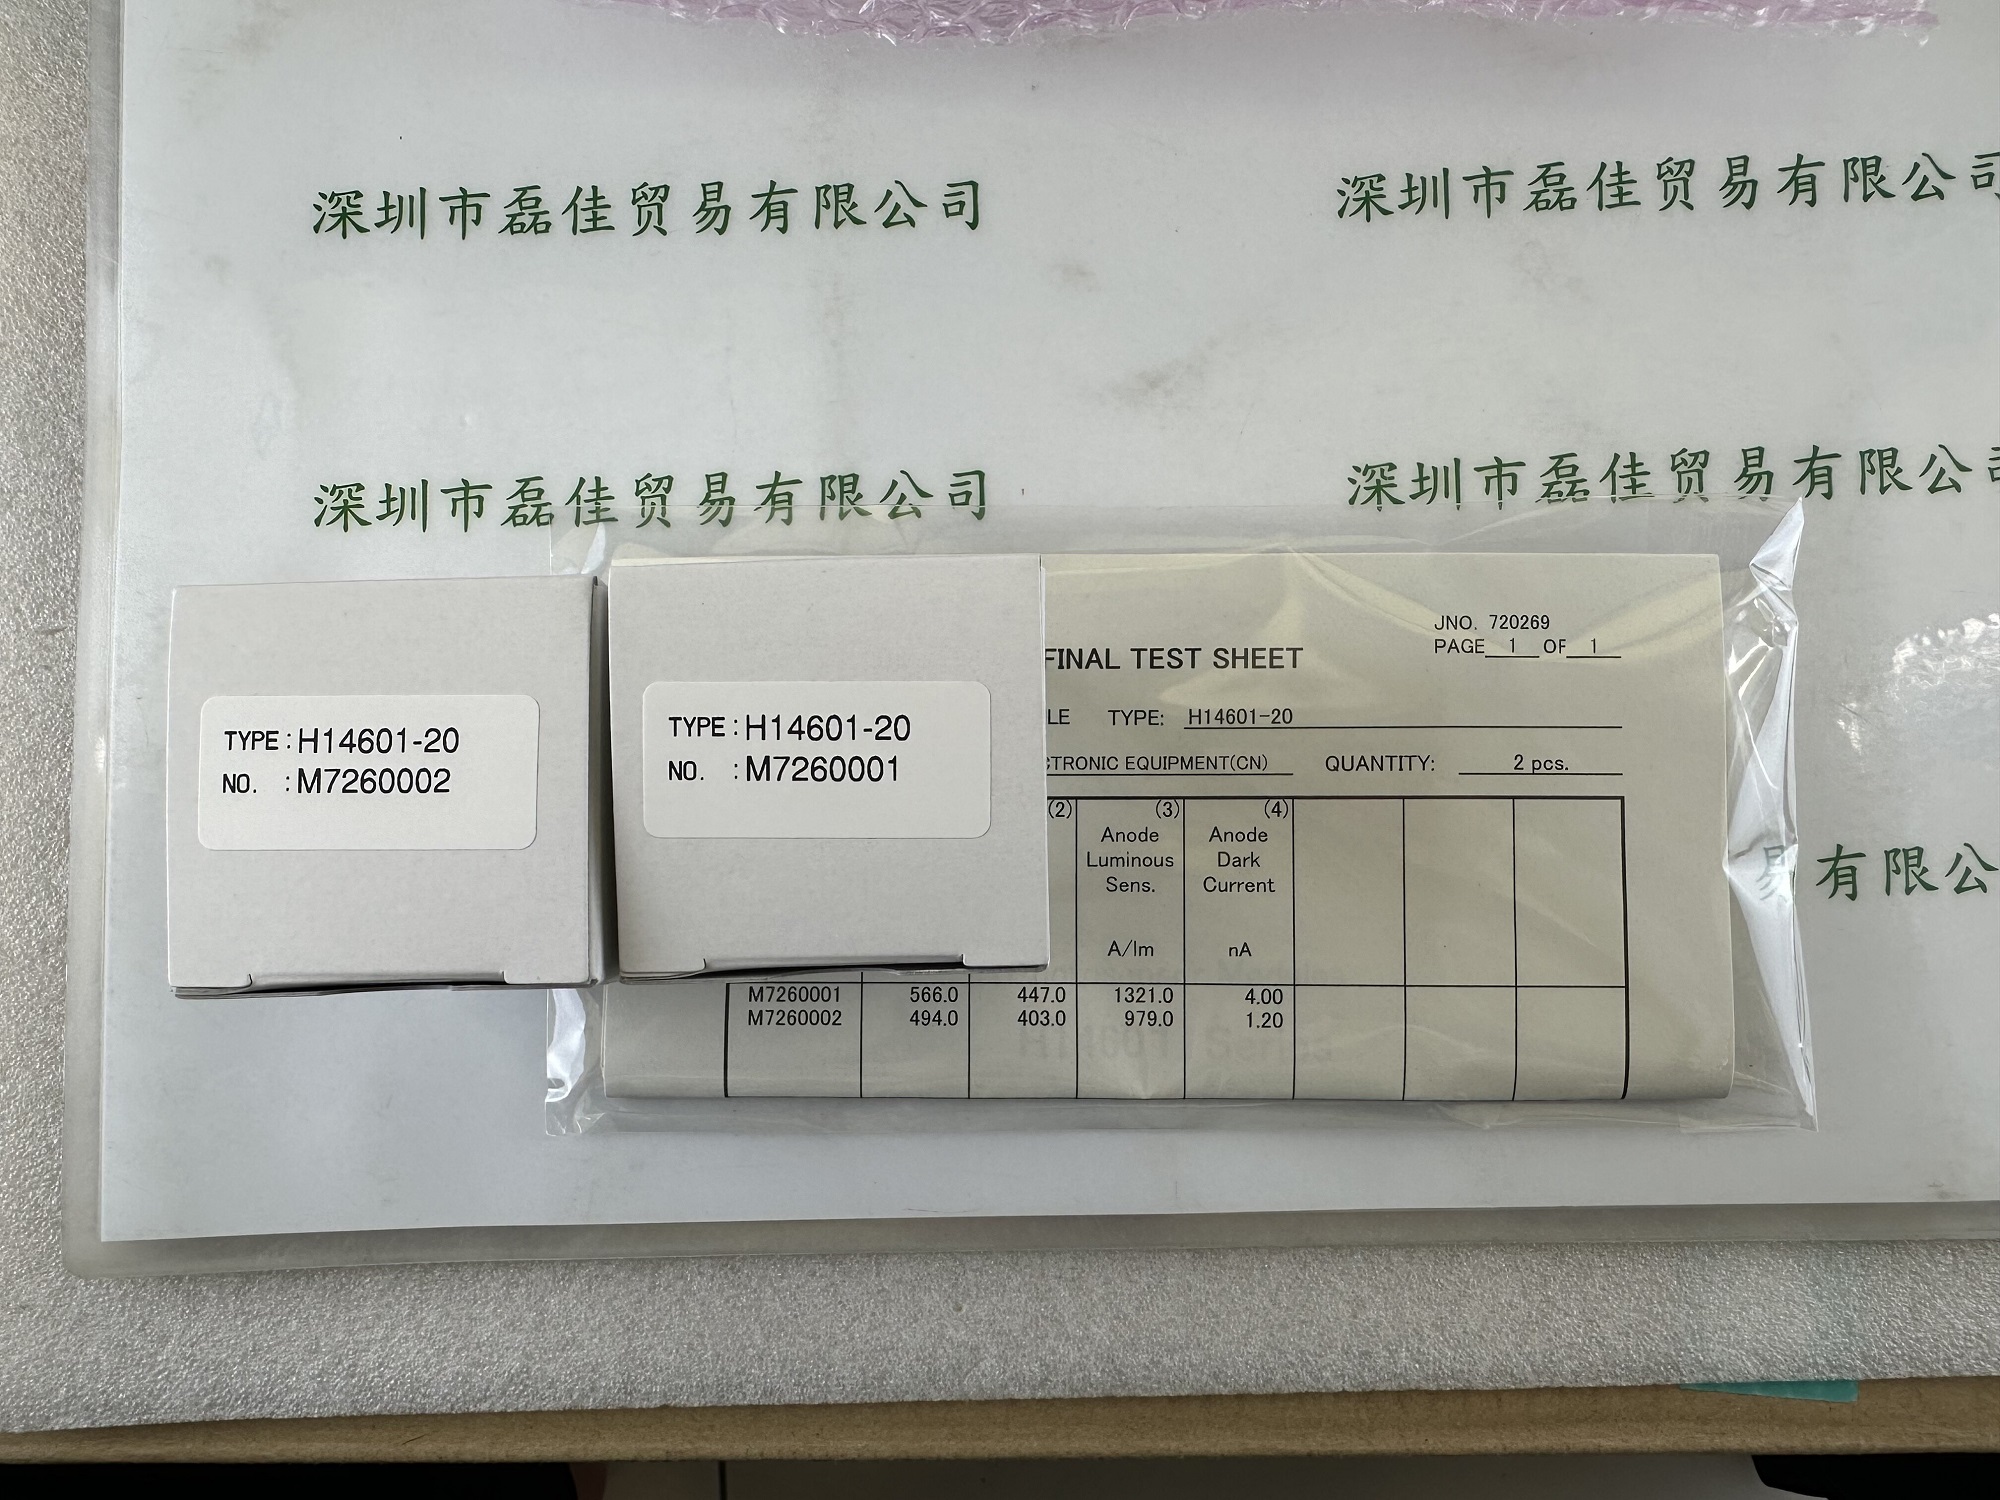 深圳市磊佳贸易有限公司
深圳市磊佳贸易有限公司
深圳市磊佳贸易有限公司
深圳市磊佳贸易有限公司
易有限公
TYPE:H14601-20
NO. :M7260002
TYPE:H14601-20
NO. :M7260001
JNO. 720269
PAGE 1 OF 1
FINAL TEST SHEET
LE TYPE: H14601-20
CTRONIC EQUIPMENT(CN) QUANTITY: 2 pcs.
(2) (3) (4)
Anode Anode
Luminous Dark
Sens. Current
A/lm nA
M7260001 566.0 447.0 1321.0 4.00
M7260002 494.0 403.0 979.0 1.20